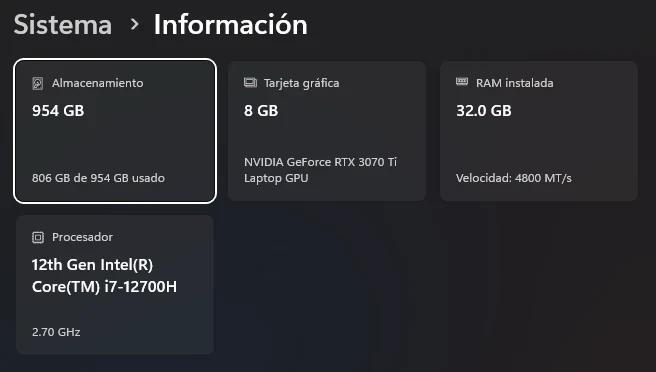 Sistema > Información
Almacenamiento
954 GB
806 GB de 954 GB usado
Tarjeta gráfica
8 GB
NVIDIA GeForce RTX 3070 Ti
Laptop GPU
RAM instalada
32.0 GB
Velocidad: 4800 MT/s
Procesador
12th Gen Intel(R)
Core(TM) i7-12700H
2.70 GHz